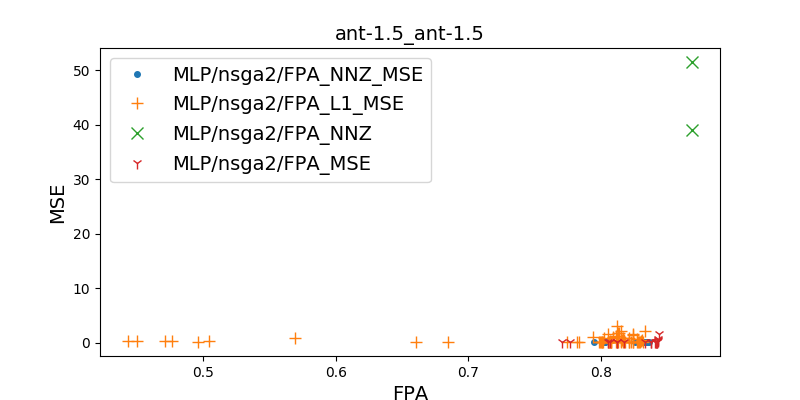 ant-1.5_ant-1.5
MLP/nsga2/FPA_NNZ_MSE
MLP/nsga2/FPA_L1_MSE
MLP/nsga2/FPA_NNZ
MLP/nsga2/FPA_MSE
MSE
50
40
30
20
10
0
0.5 0.6 0.7 0.8
FPA